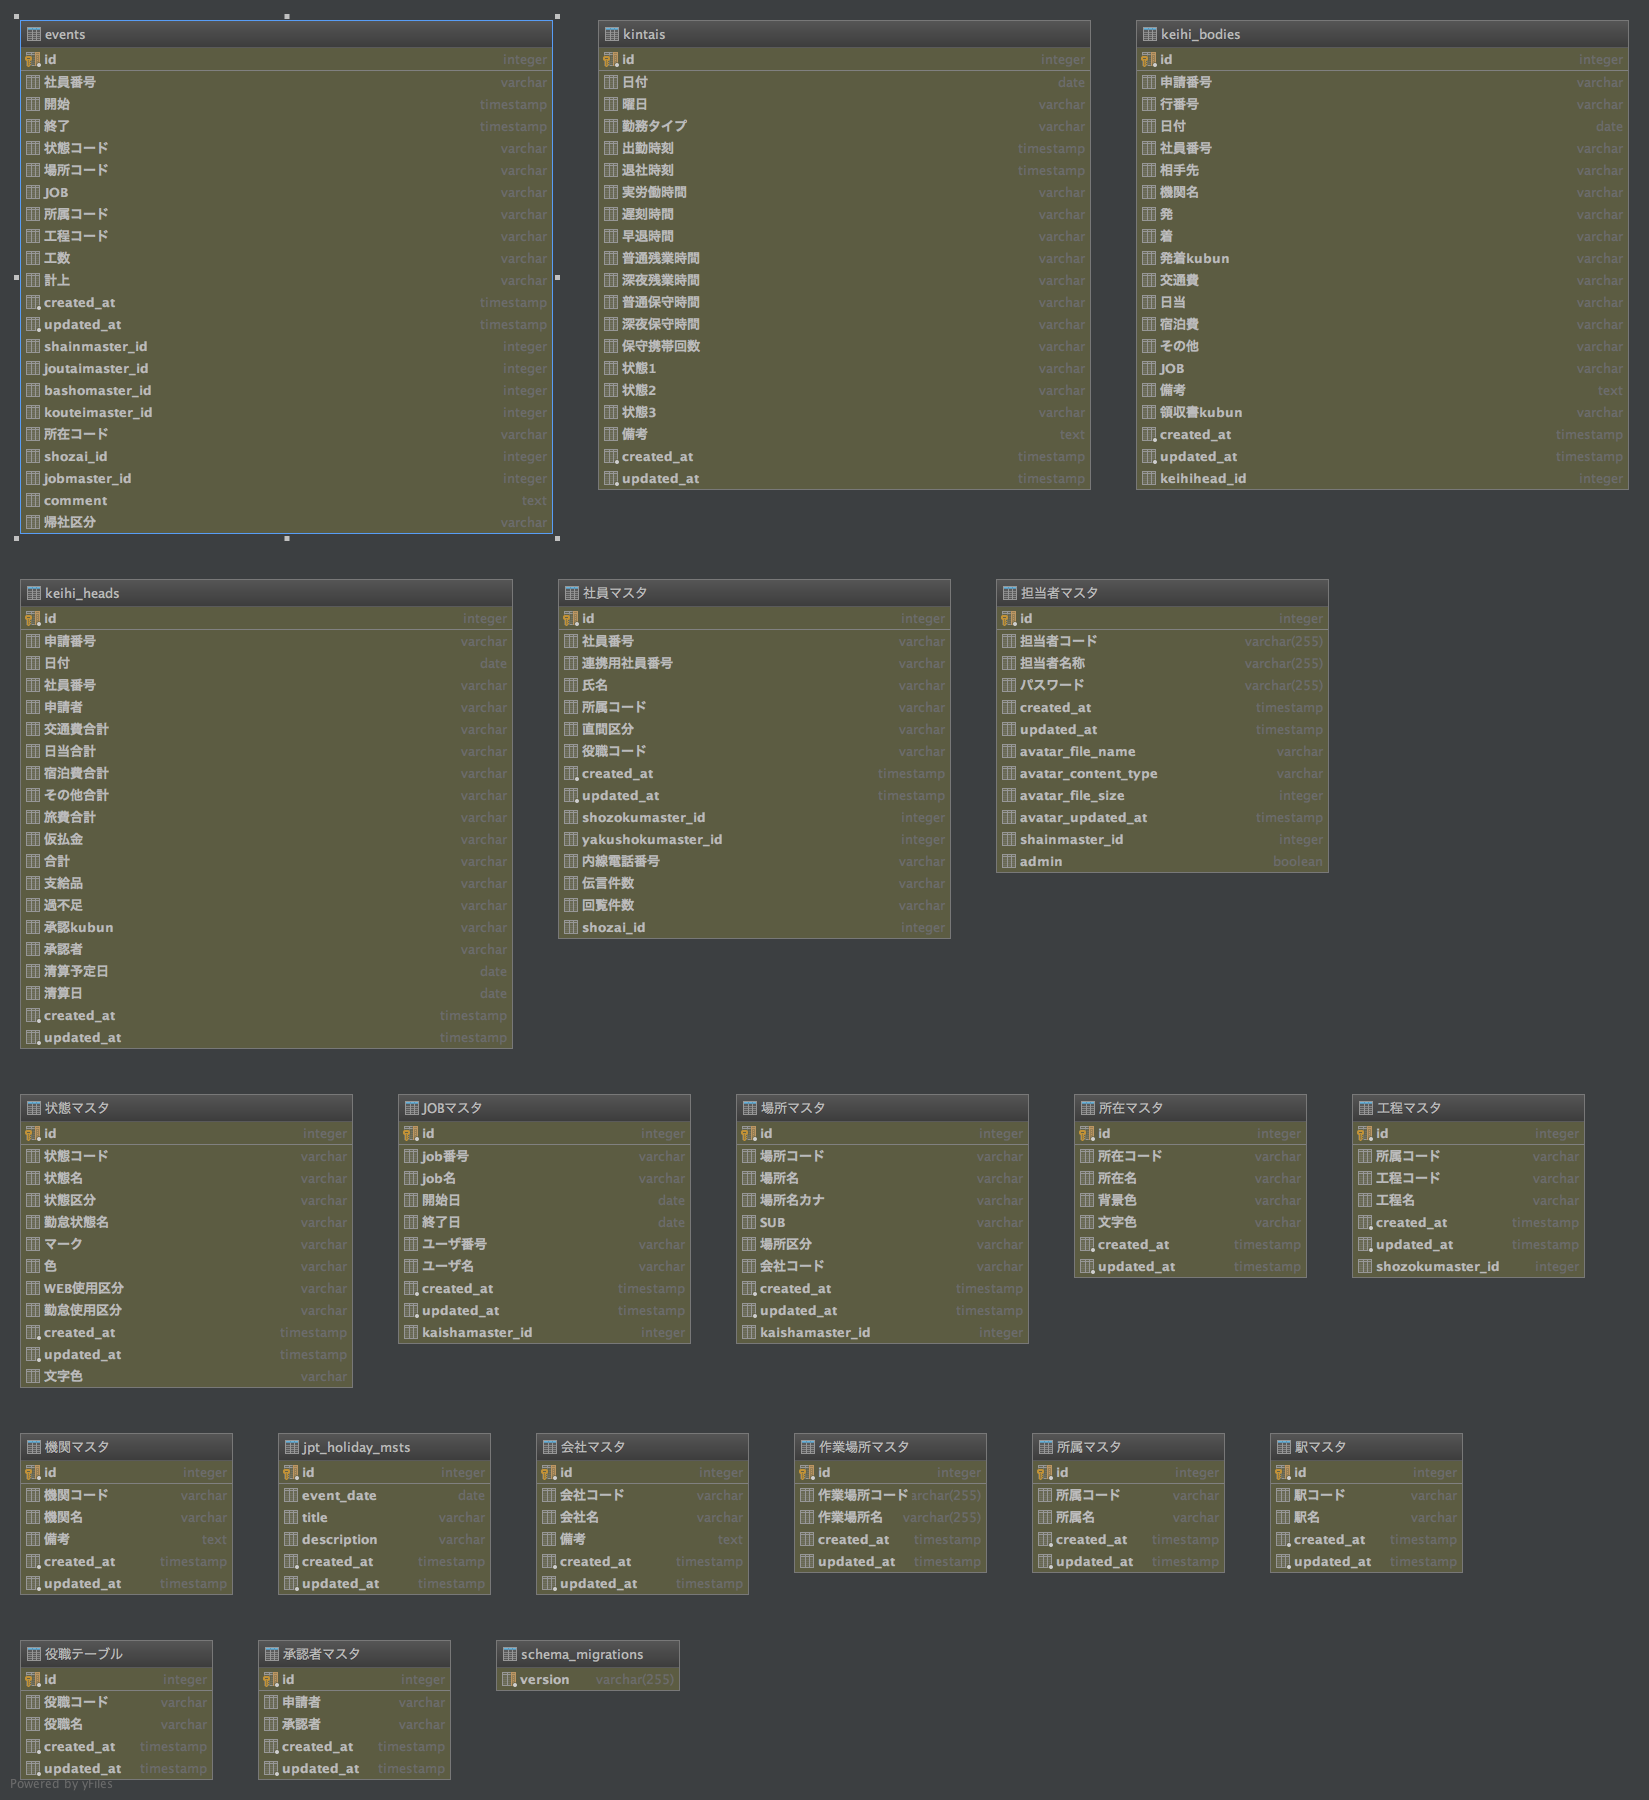 events
id integer
社員番号 varchar
開始 timestamp
終了 timestamp
状態コード varchar
場所コード varchar
JOB varchar
所属コード varchar
工程コード varchar
工数 varchar
計上 varchar
created_at timestamp
updated_at timestamp
shainmaster_id integer
joutaimaster_id integer
bashomaster_id integer
kouteimaster_id integer
所在コード varchar
shozai_id integer
jobmaster_id integer
comment text
帰社区分 varchar
kintais
id integer
日付 date
曜日 varchar
勤務タイプ varchar
出勤時刻 timestamp
退社時刻 timestamp
実労働時間 varchar
遅刻時間 varchar
早退時間 varchar
普通残業時間 varchar
深夜残業時間 varchar
普通保守時間 varchar
深夜保守時間 varchar
保守携帯回数 varchar
状態1 varchar
状態2 varchar
状態3 varchar
備考 text
created_at timestamp
updated_at timestamp
keihi_bodies
id integer
申請番号 varchar
行番号 varchar
日付 date
社員番号 varchar
相手先 varchar
機関名 varchar
発 varchar
着 varchar
発着kubun varchar
交通費 varchar
日当 varchar
宿泊費 varchar
その他 varchar
JOB varchar
備考 text
領収書kubun varchar
created_at timestamp
updated_at timestamp
keihihead_id integer
keihi_heads
id integer
申請番号 varchar
日付 date
社員番号 varchar
申請者 varchar
交通費合計 varchar
日当合計 varchar
宿泊費合計 varchar
その他合計 varchar
旅費合計 varchar
仮払金 varchar
合計 varchar
支給品 varchar
過不足 varchar
承認kubun varchar
承認者 varchar
清算予定日 date
清算日 date
created_at timestamp
updated_at timestamp
社員マスタ
id integer
社員番号 varchar
連携用社員番号 varchar
氏名 varchar
所属コード varchar
直間区分 varchar
役職コード varchar
created_at timestamp
updated_at timestamp
shozokumaster_id integer
yakushokumaster_id integer
内線電話番号 varchar
伝言件数 varchar
回覧件数 varchar
shozai_id integer
担当者マスタ
id integer
担当者コード varchar(255)
担当者名称 varchar(255)
パスワード varchar(255)
created_at timestamp
updated_at timestamp
avatar_file_name varchar
avatar_content_type varchar
avatar_file_size integer
avatar_updated_at timestamp
shainmaster_id integer
admin boolean
状態マスタ
id integer
状態コード varchar
状態名 varchar
状態区分 varchar
勤怠状態名 varchar
マーク varchar
色 varchar
WEB使用区分 varchar
勤怠使用区分 varchar
created_at timestamp
updated_at timestamp
文字色 varchar
JOBマスタ
id integer
job番号 varchar
job名 varchar
開始日 date
終了日 date
ユーザ番号 varchar
ユーザ名 varchar
created_at timestamp
updated_at timestamp
kaishamaster_id integer
場所マスタ
id integer
場所コード varchar
場所名 varchar
場所名カナ varchar
SUB varchar
場所区分 varchar
会社コード varchar
created_at timestamp
updated_at timestamp
kaishamaster_id integer
所在マスタ
id integer
所在コード varchar
所在名 varchar
背景色 varchar
文字色 varchar
created_at timestamp
updated_at timestamp
工程マスタ
id integer
所属コード varchar
工程コード varchar
工程名 varchar
created_at timestamp
updated_at timestamp
shozokumaster_id integer
機関マスタ
id integer
機関コード varchar
機関名 varchar
備考 text
created_at timestamp
updated_at timestamp
jpt_holiday_msts
id integer
event_date date
title varchar
description varchar
created_at timestamp
updated_at timestamp
会社マスタ
id integer
会社コード varchar
会社名 varchar
備考 text
created_at timestamp
updated_at timestamp
作業場所マスタ
id integer
作業場所コード archar(255)
作業場所名 varchar(255)
created_at timestamp
updated_at timestamp
所属マスタ
id integer
所属コード varchar
所属名 varchar
created_at timestamp
updated_at timestamp
駅マスタ
id integer
駅コード varchar
駅名 varchar
created_at timestamp
updated_at timestamp
役職テーブル
id integer
役職コード varchar
役職名 varchar
created_at timestamp
updated_at timestamp
承認者マスタ
id integer
申請者 varchar
承認者 varchar
created_at timestamp
updated_at timestamp
schema_migrations
version varchar(255)
Powered by yFiles